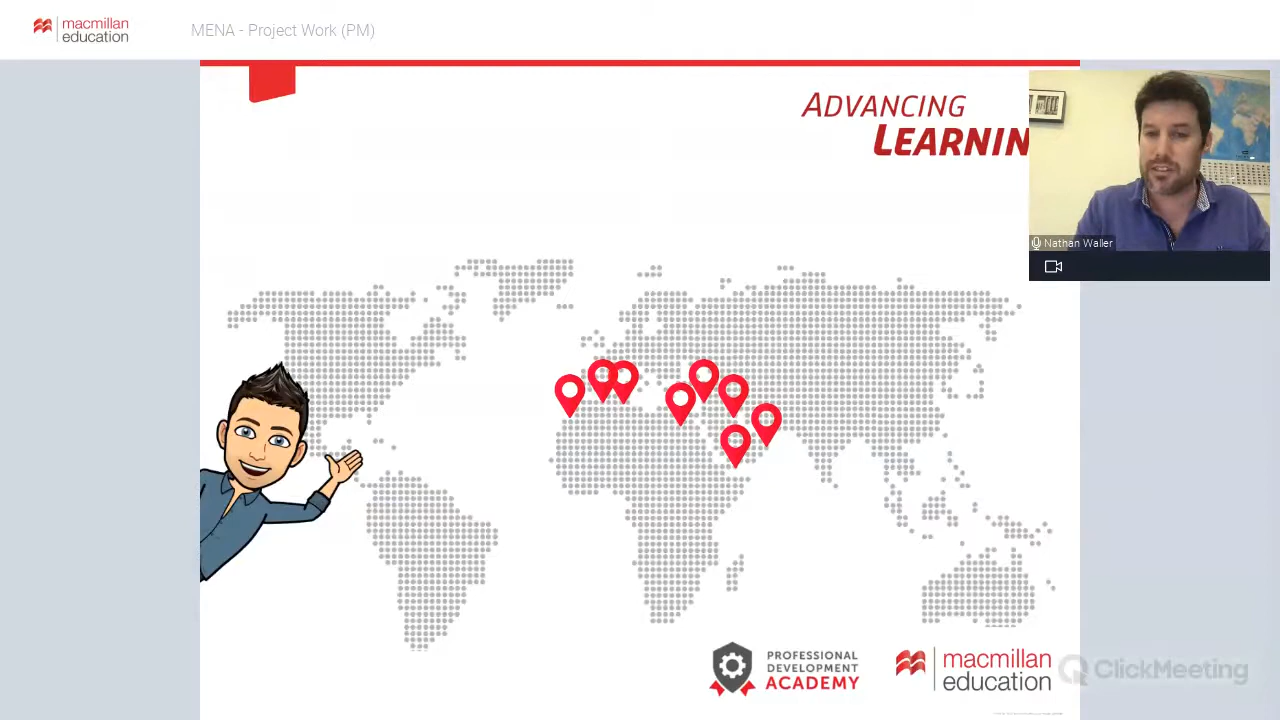 macmillan
education
MENA - Project Work (PM)
ADVANCING
LEARNIN
Nathan Waller
PROFESSIONAL
DEVELOPMENT
ACADEMY
macmillan
education
ClickMeeting